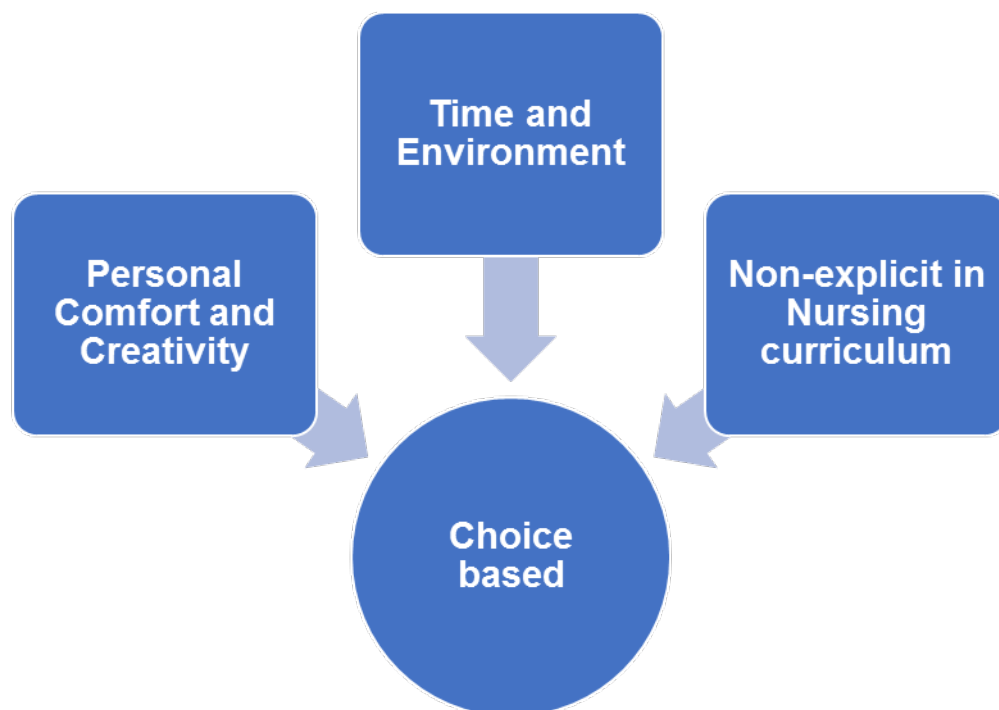 Time and
Environment
Personal
Comfort and
Creativity
Non-explicit in
Nursing
curriculum
Choice
based